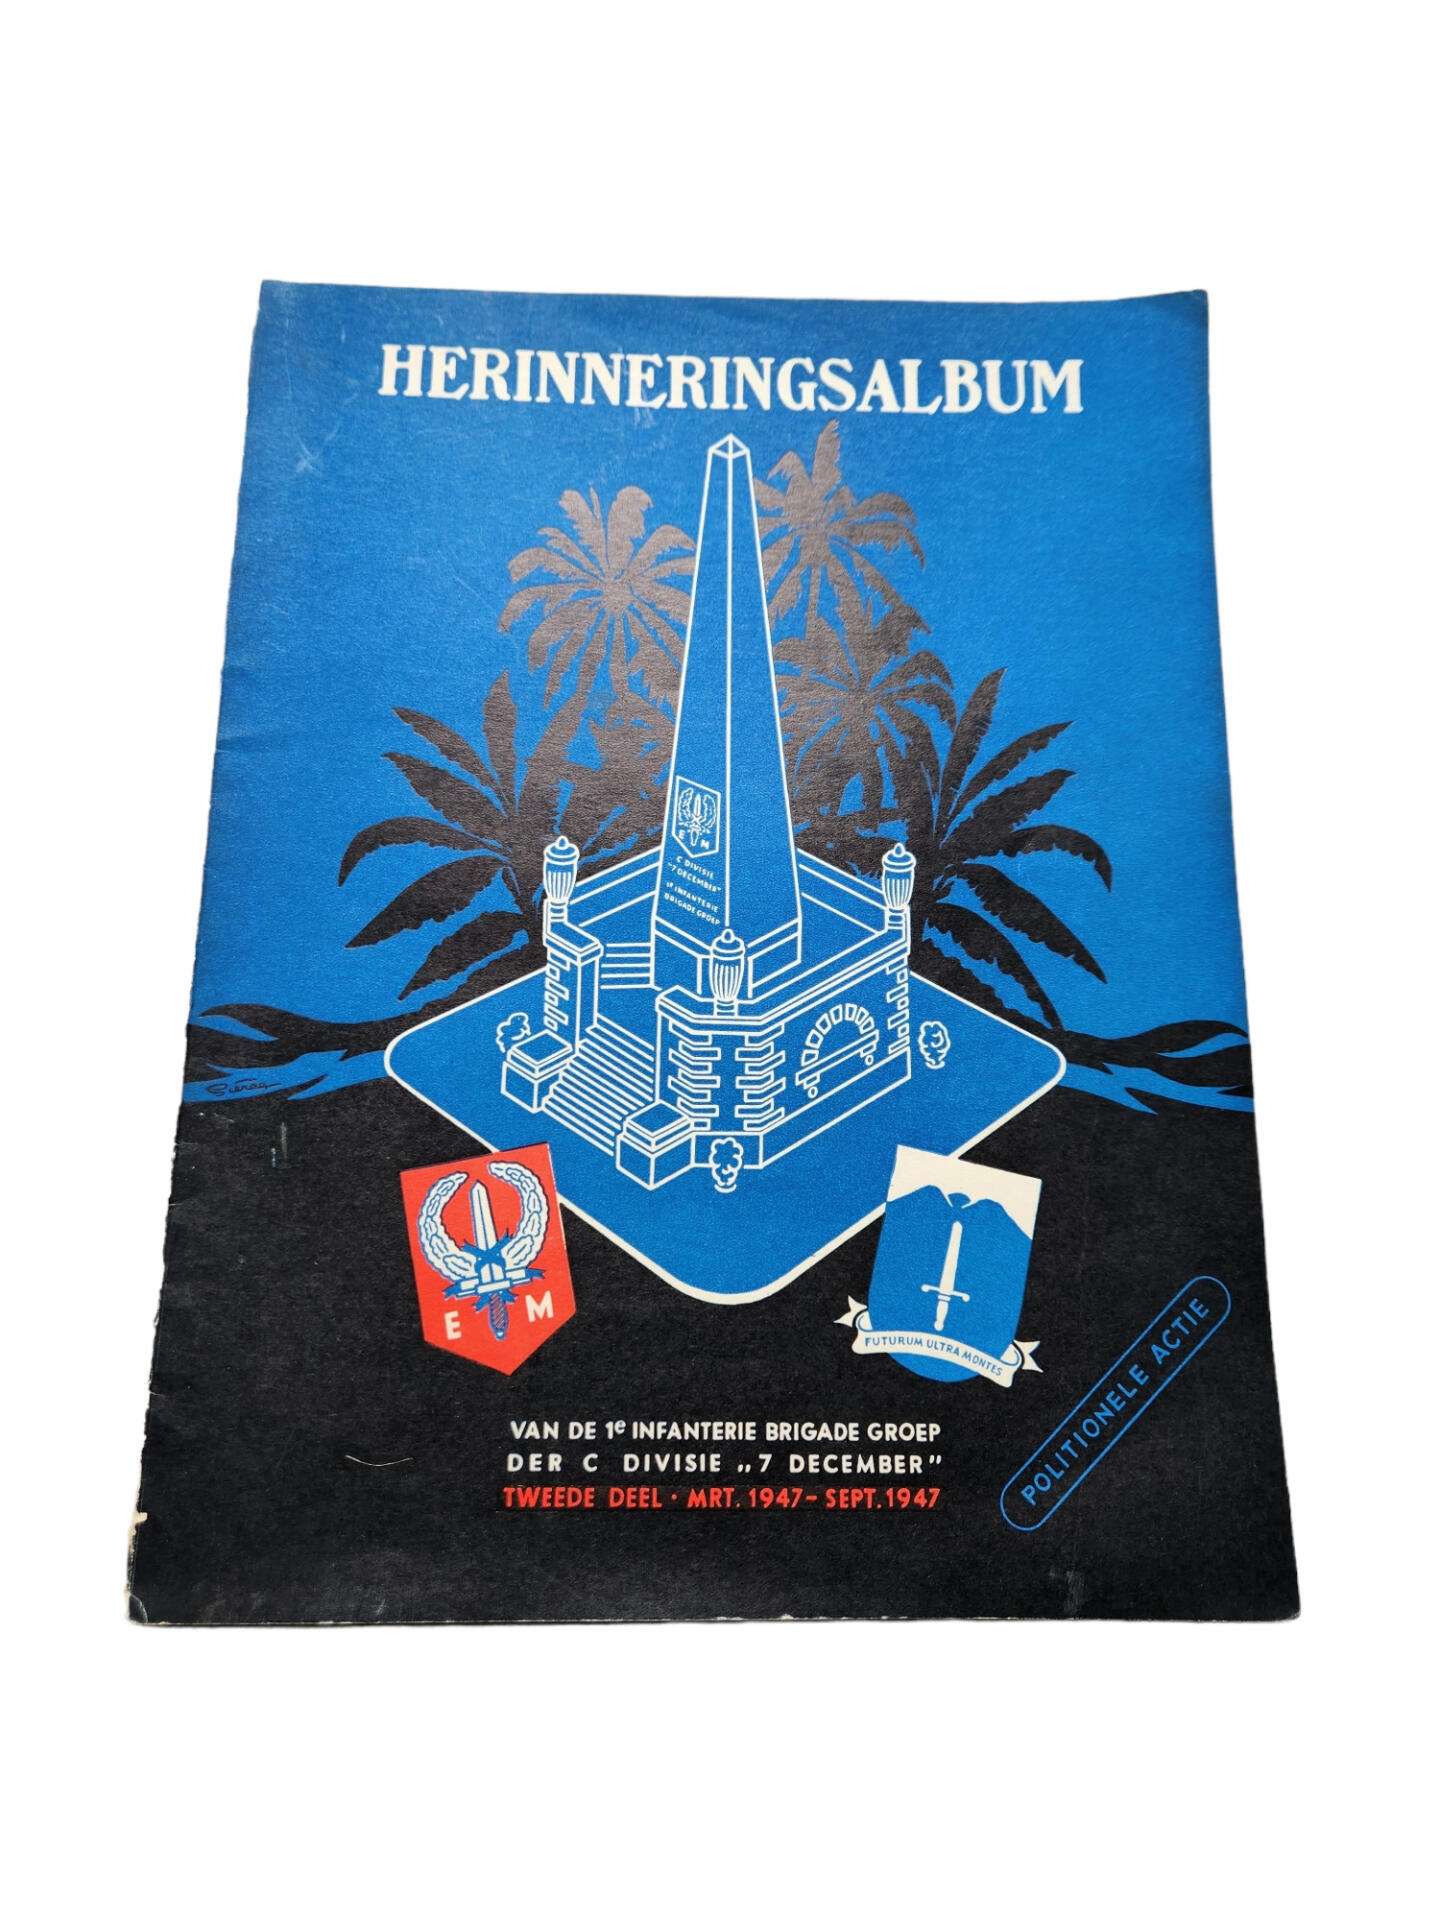 HERINNERINGSALBUM
E M
C DIVISIE
"7 DECEMBER"
1e INFANTERIE
BRIGADE GROEP
E M
FUTURUM ULTRA MONTES
POLITIONELE ACTIE
VAN DE 1e INFANTERIE BRIGADE GROEP
DER C DIVISIE „7 DECEMBER"
TWEEDE DEEL · MRT. 1947 – SEPT. 1947